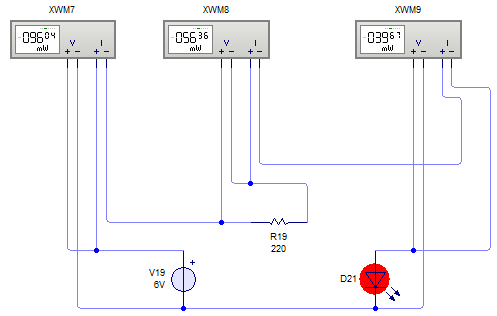 XWM7 XWM8 XWM9
-096.04 mW V I + - + -
-056.36 mW V I + - + -
-039.67 mW V I + - + -
R19
220
V19 +
6V
D21